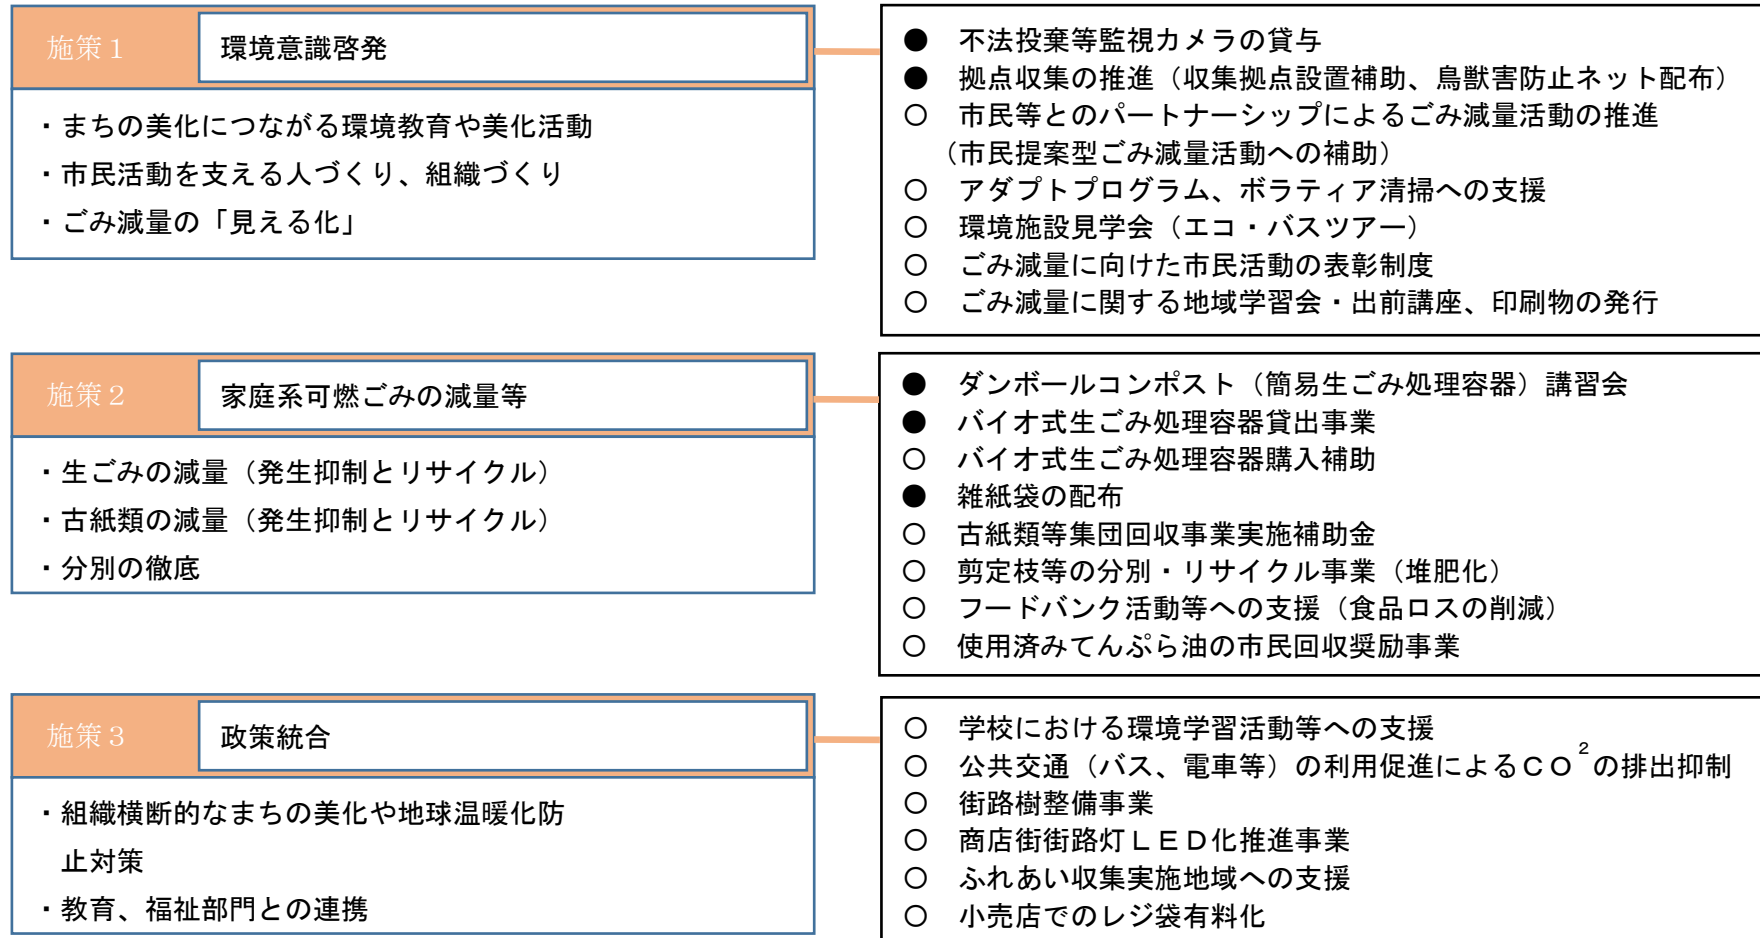 施策１　環境意識啓発
・まちの美化につながる環境教育や美化活動
・市民活動を支える人づくり、組織づくり
・ごみ減量の「見える化」
●　不法投棄等監視カメラの貸与
●　拠点収集の推進（収集拠点設置補助、鳥獣害防止ネット配布）
○　市民等とのパートナーシップによるごみ減量活動の推進
（市民提案型ごみ減量活動への補助）
○　アダプトプログラム、ボラティア清掃への支援
○　環境施設見学会（エコ・バスツアー）
○　ごみ減量に向けた市民活動の表彰制度
○　ごみ減量に関する地域学習会・出前講座、印刷物の発行
施策２　家庭系可燃ごみの減量等
・生ごみの減量（発生抑制とリサイクル）
・古紙類の減量（発生抑制とリサイクル）
・分別の徹底
●　ダンボールコンポスト（簡易生ごみ処理容器）講習会
●　バイオ式生ごみ処理容器貸出事業
○　バイオ式生ごみ処理容器購入補助
●　雑紙袋の配布
○　古紙類等集団回収事業実施補助金
○　剪定枝等の分別・リサイクル事業（堆肥化）
○　フードバンク活動等への支援（食品ロスの削減）
○　使用済みてんぷら油の市民回収奨励事業
施策３　政策統合
・組織横断的なまちの美化や地球温暖化防
止対策
・教育、福祉部門との連携
○　学校における環境学習活動等への支援
○　公共交通（バス、電車等）の利用促進によるＣＯ²の排出抑制
○　街路樹整備事業
○　商店街街路灯ＬＥＤ化推進事業
○　ふれあい収集実施地域への支援
○　小売店でのレジ袋有料化